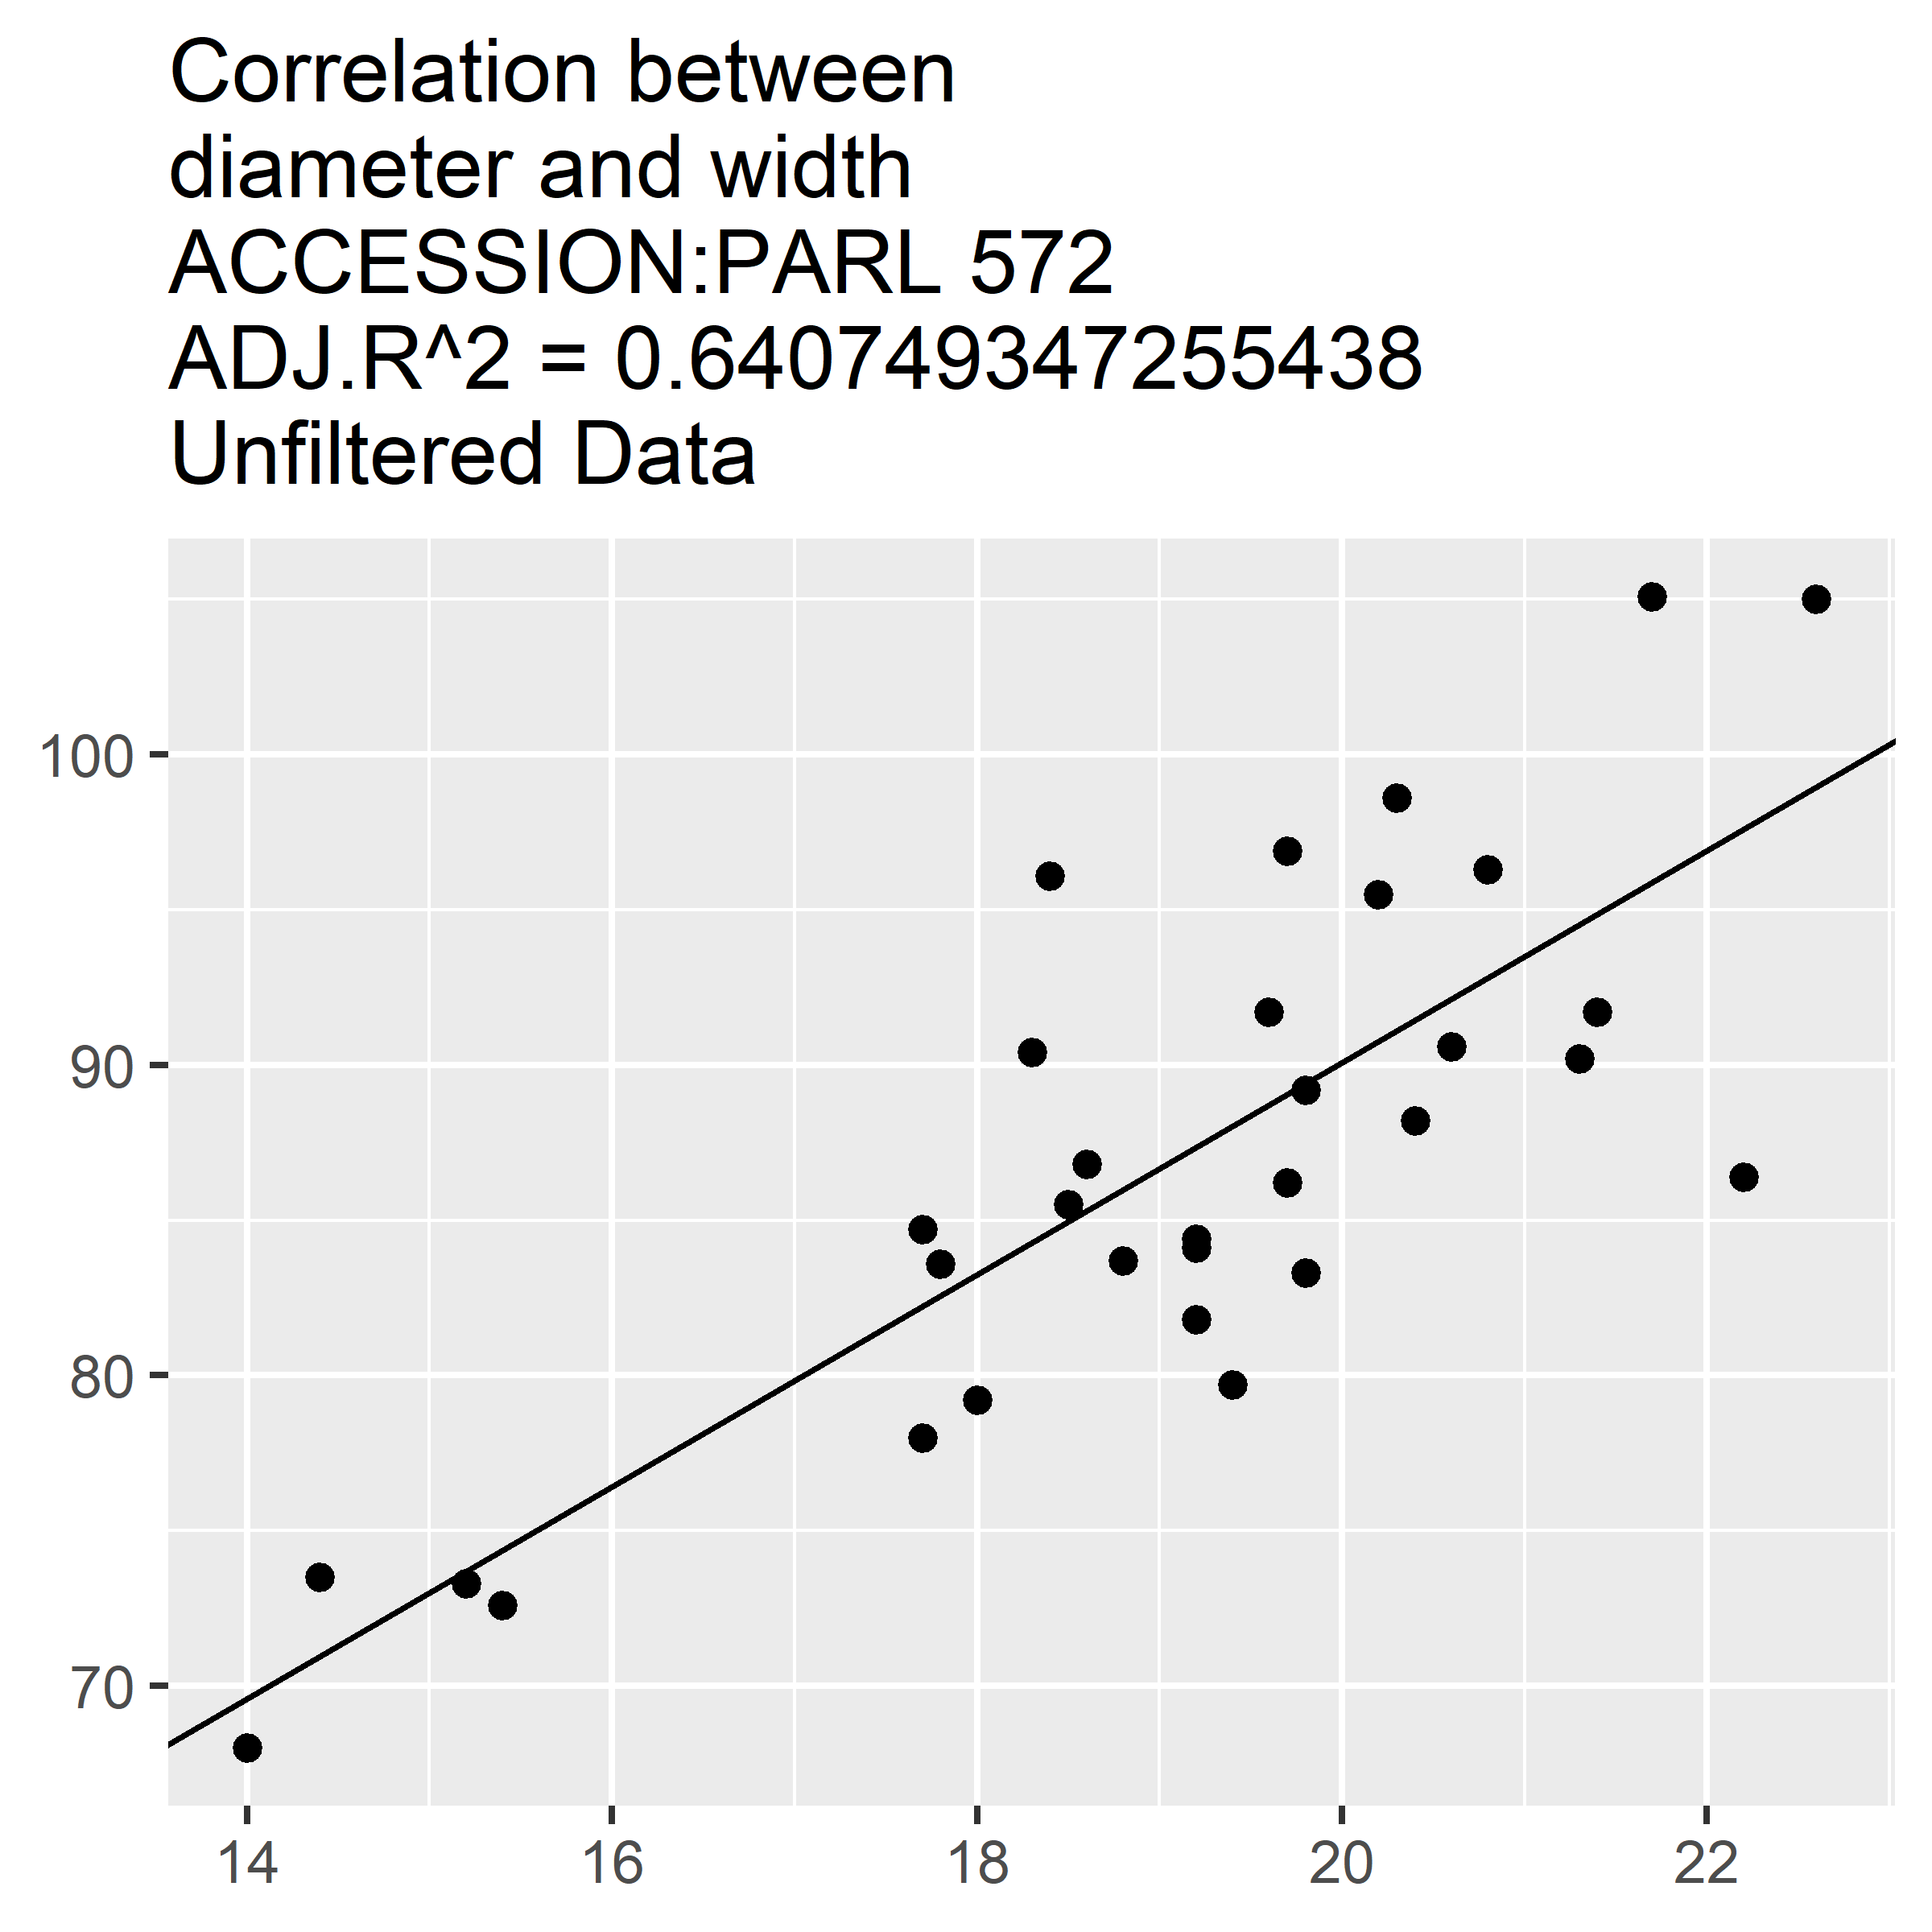 Correlation between
diameter and width
ACCESSION:PARL 572
ADJ.R^2 = 0.640749347255438
Unfiltered Data
100
90
80
70
14 16 18 20 22